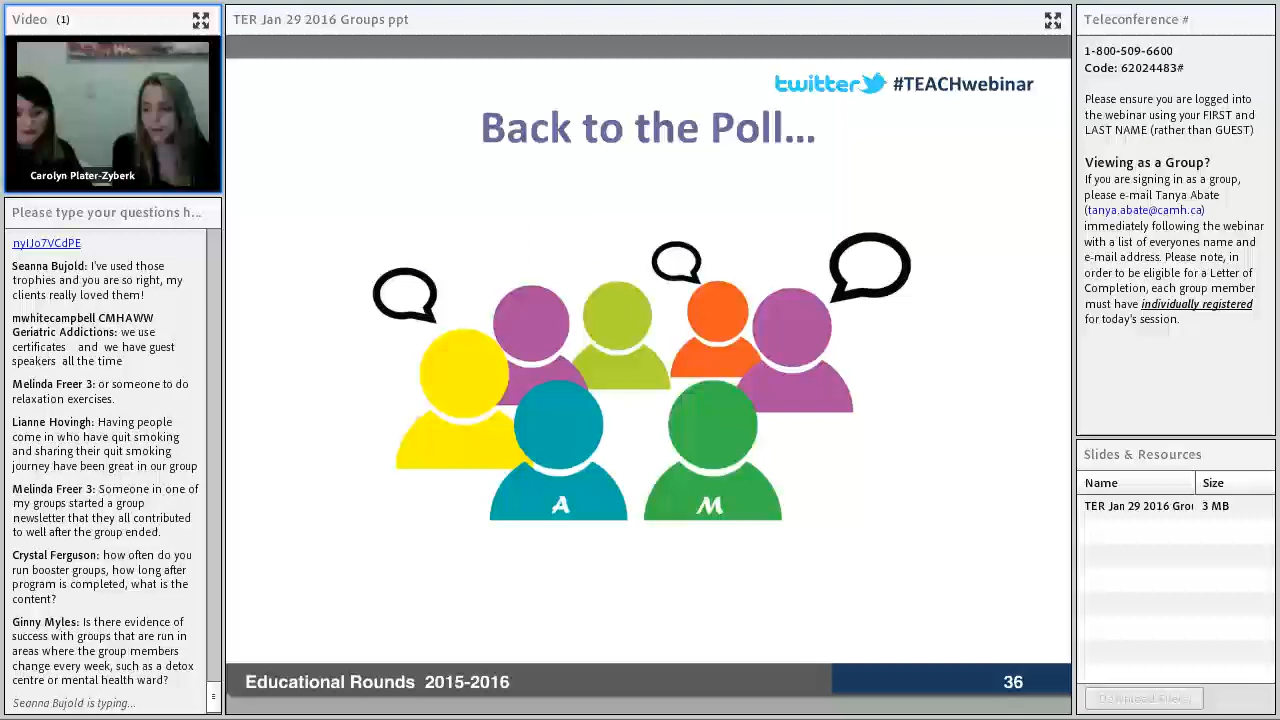 Video (1)
Carolyn Plater-Zyberk
Please type your questions h...
nyIJo7VCdPE
Seanna Bujold: I've used those
trophies and you are so right, my
clients really loved them!
mwhitecampbell CMHAWW
Geriatric Addictions: we use
certificates and we have guest
speakers all the time
Melinda Freer 3: or someone to do
relaxation exercises.
Lianne Hovingh: Having people
come in who have quit smoking
and sharing their quit smoking
journey have been great in our group
Melinda Freer 3: Someone in one of
my groups started a group
newsletter that they all contributed
to well after the group ended.
Crystal Ferguson: how often do you
run booster groups, how long after
program is completed, what is the
content?
Ginny Myles: Is there evidence of
success with groups that are run in
areas where the group members
change every week, such as a detox
centre or mental health ward?
Seanna Bujold is typing...
TER Jan 29 2016 Groups ppt
twitter #TEACHwebinar
Back to the Poll...
A
M
Educational Rounds 2015-2016
36
Teleconference #
1-800-509-6600
Code: 62024483#
Please ensure you are logged into
the webinar using your FIRST and
LAST NAME (rather than GUEST)
Viewing as a Group?
If you are signing in as a group,
please e-mail Tanya Abate
(tanya.abate@camh.ca)
immediately following the webinar
with a list of everyones name and
e-mail address. Please note, in
order to be eligible for a Letter of
Completion, each group member
must have individually registered
for today's session.
Slides & Resources
Name Size
TER Jan 29 2016 Grou 3 MB
Download File(s)